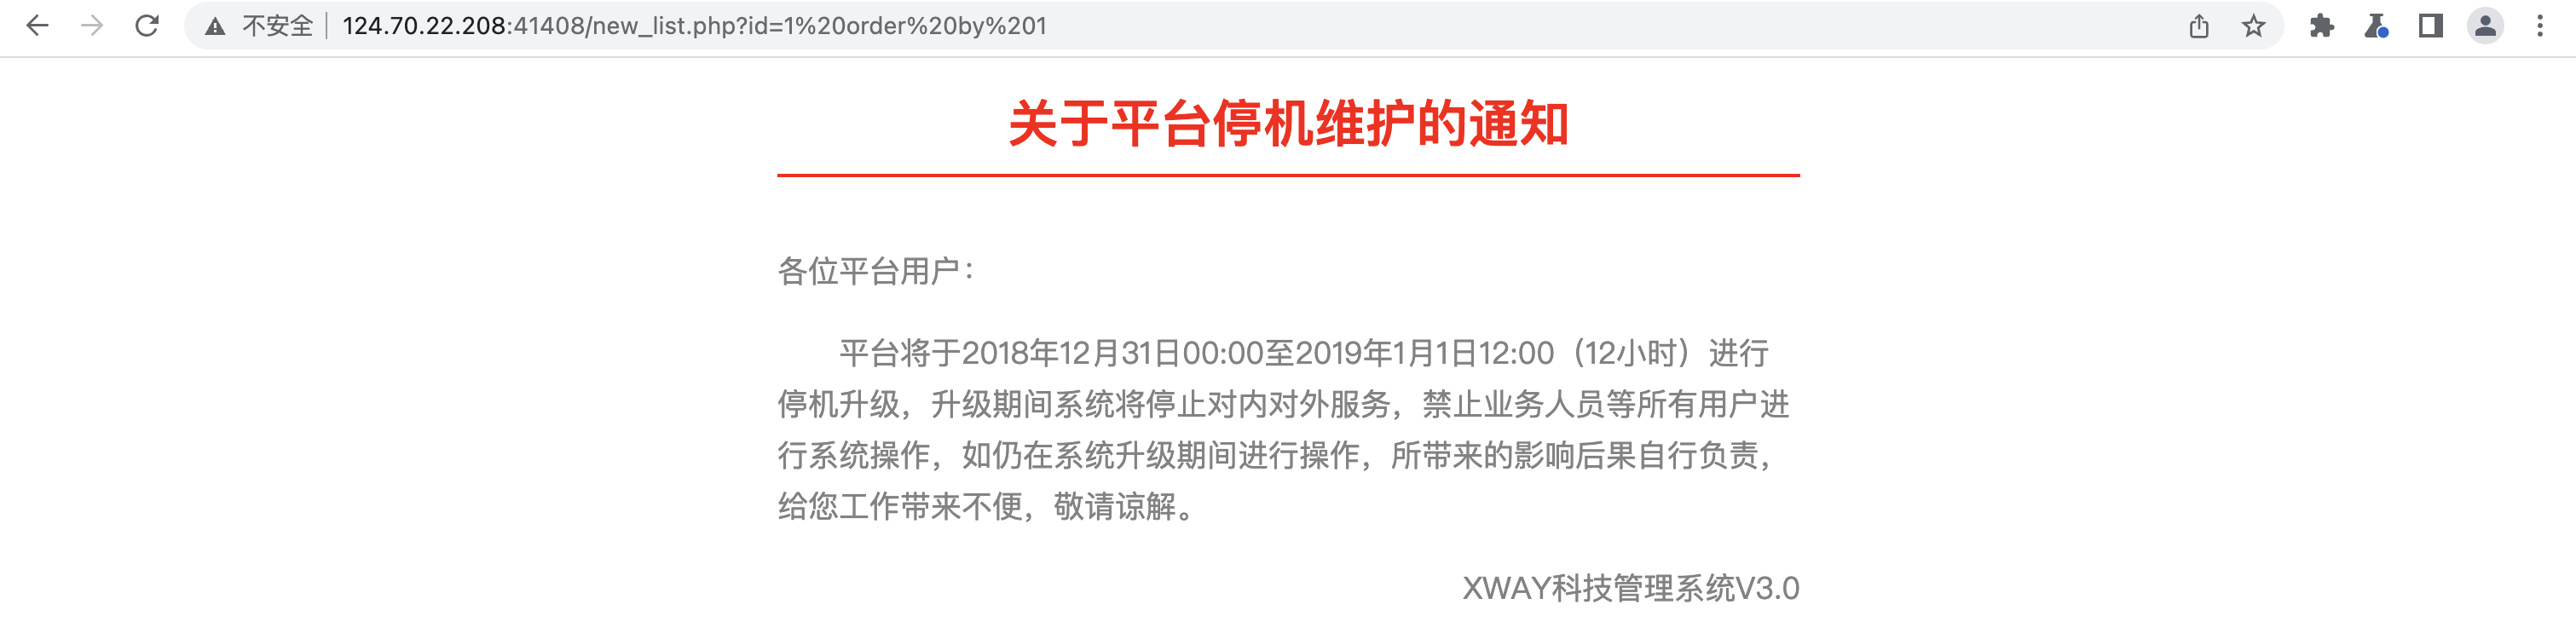 不安全 124.70.22.208:41408/new_list.php?id=1%20order%20by%201
关于平台停机维护的通知
各位平台用户：
平台将于2018年12月31日00:00至2019年1月1日12:00（12小时）进行
停机升级，升级期间系统将停止对内对外服务，禁止业务人员等所有用户进
行系统操作，如仍在系统升级期间进行操作，所带来的影响后果自行负责，
给您工作带来不便，敬请谅解。
XWAY科技管理系统V3.0